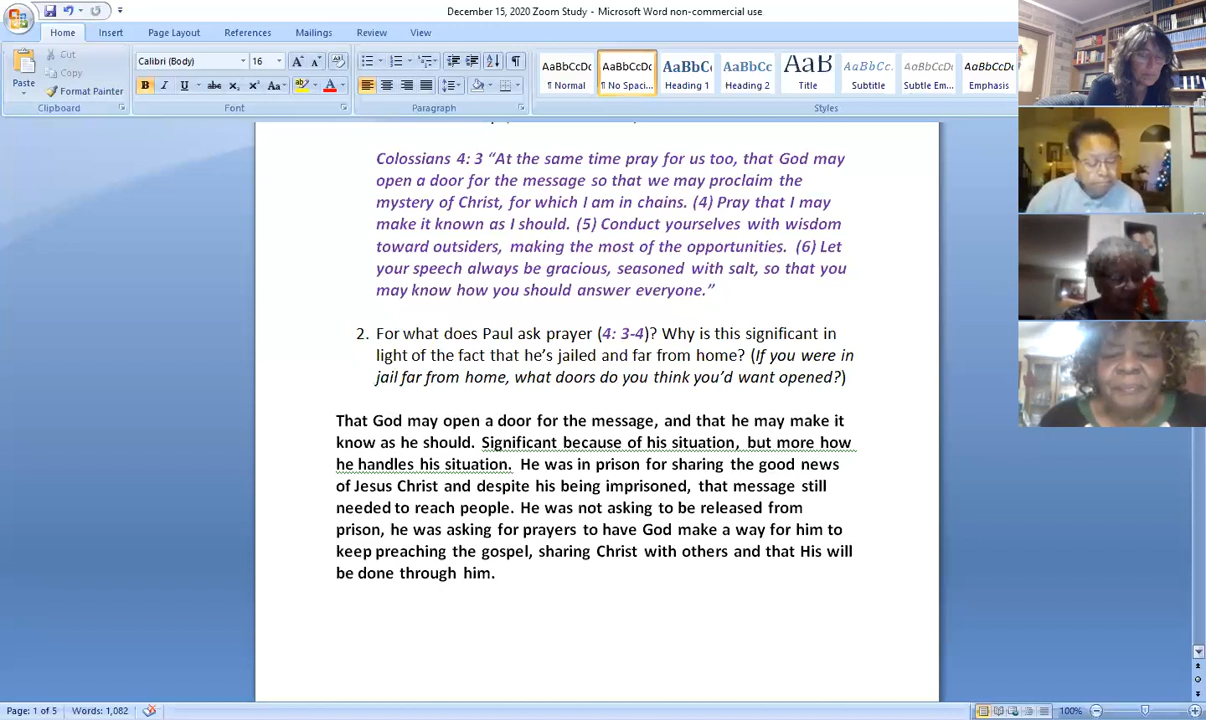 December 15, 2020 Zoom Study - Microsoft Word non-commercial use
Home Insert Page Layout References Mailings Review View
Cut
Copy
Format Painter
Paste
Clipboard
Calibri (Body) 16
Font
Paragraph
AaBbCcDc AaBbCcDc AaBbC AaBbCc AaB AaBbCc AaBbCcDc AaBbCcDc
¶ Normal ¶ No Spaci... Heading 1 Heading 2 Title Subtitle Subtle Em... Emphasis
Styles
Colossians 4: 3 “At the same time pray for us too, that God may
open a door for the message so that we may proclaim the
mystery of Christ, for which I am in chains. (4) Pray that I may
make it known as I should. (5) Conduct yourselves with wisdom
toward outsiders, making the most of the opportunities. (6) Let
your speech always be gracious, seasoned with salt, so that you
may know how you should answer everyone.”
2. For what does Paul ask prayer (4: 3-4)? Why is this significant in
light of the fact that he’s jailed and far from home? (If you were in
jail far from home, what doors do you think you’d want opened?)
That God may open a door for the message, and that he may make it
know as he should. Significant because of his situation, but more how
he handles his situation. He was in prison for sharing the good news
of Jesus Christ and despite his being imprisoned, that message still
needed to reach people. He was not asking to be released from
prison, he was asking for prayers to have God make a way for him to
keep preaching the gospel, sharing Christ with others and that His will
be done through him.
Page: 1 of 5 Words: 1,082 100%